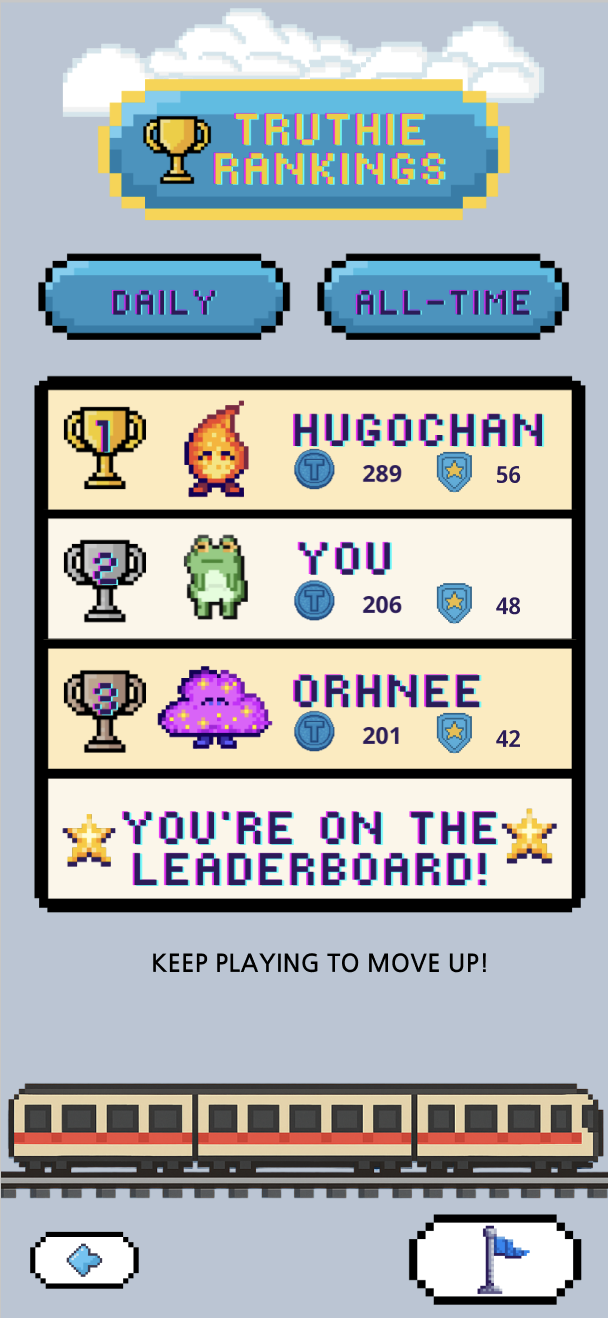 TRUTHIE
RANKINGS
DAILY
ALL-TIME
1
HUGOCHAN
T 289 56
2
YOU
T 206 48
3
ORHNEE
T 201 42
YOU'RE ON THE
LEADERBOARD!
KEEP PLAYING TO MOVE UP!